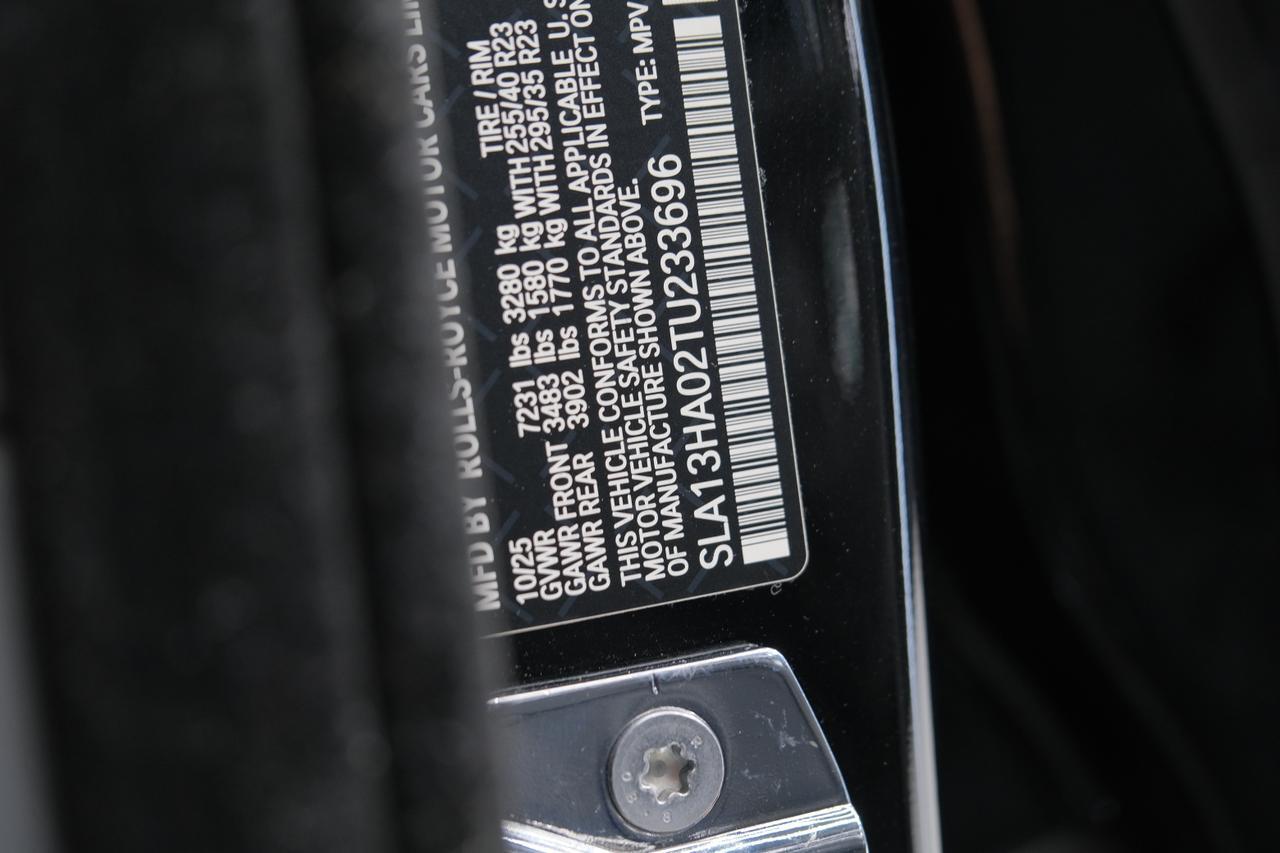 MFD BY ROLLS-ROYCE MOTOR CARS
10/25 TIRE / RIM
GVWR 7231 lbs 3280 kg WITH 255/40 R23
GAWR FRONT 3483 lbs 1580 kg WITH 295/35 R23
GAWR REAR 3902 lbs 1770 kg
THIS VEHICLE CONFORMS TO ALL APPLICABLE U.S
MOTOR VEHICLE SAFETY STANDARDS IN EFFECT ON
OF MANUFACTURE SHOWN ABOVE.
SLA13HA02TU233696 TYPE: MPV